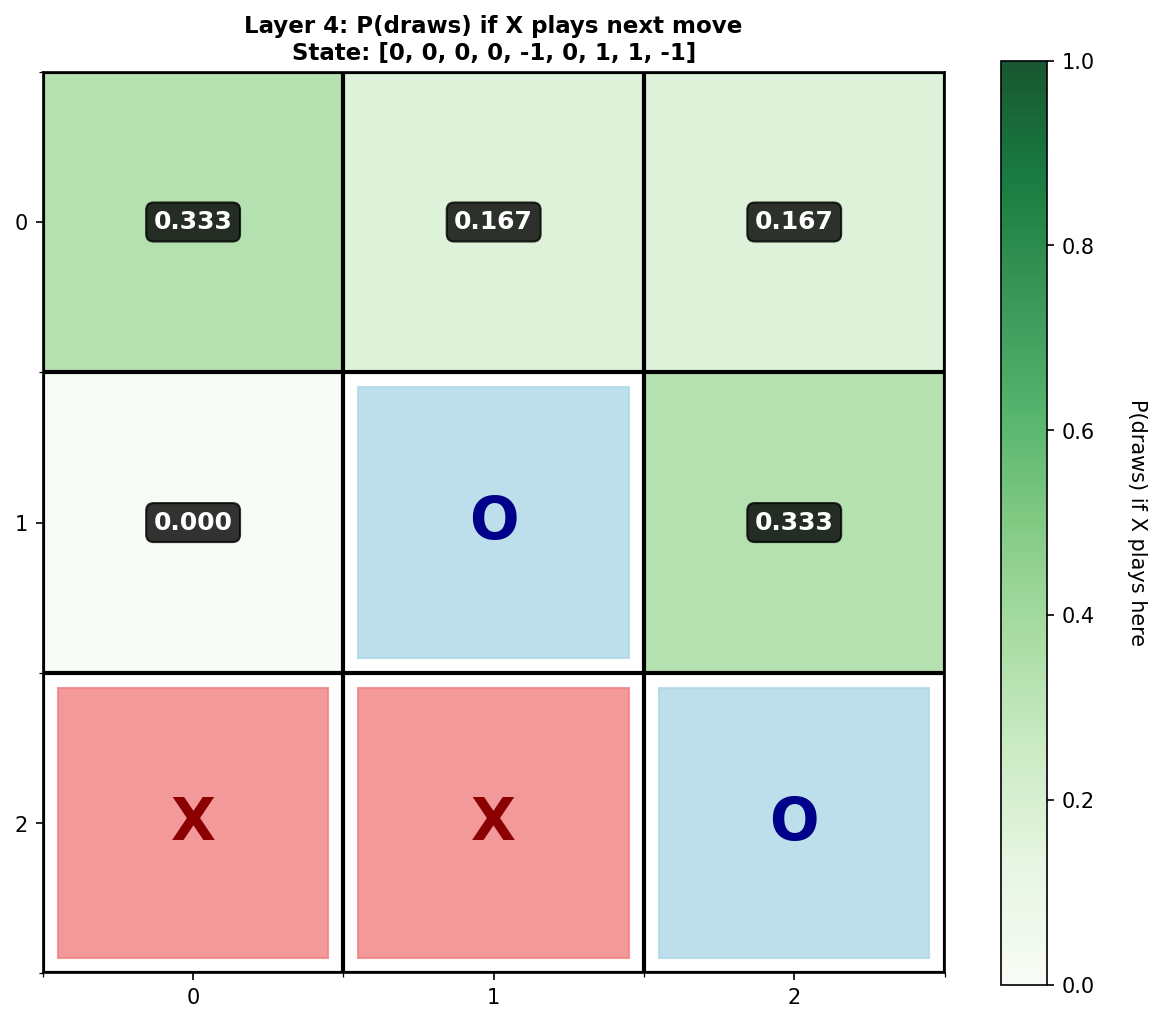 Layer 4: P(draws) if X plays next move
State: [0, 0, 0, 0, -1, 0, 1, 1, -1]
0
0.333
0.167
0.167
1
0.000
O
0.333
2
X
X
O
0
1
2
1.0
0.8
0.6
0.4
0.2
0.0
P(draws) if X plays here